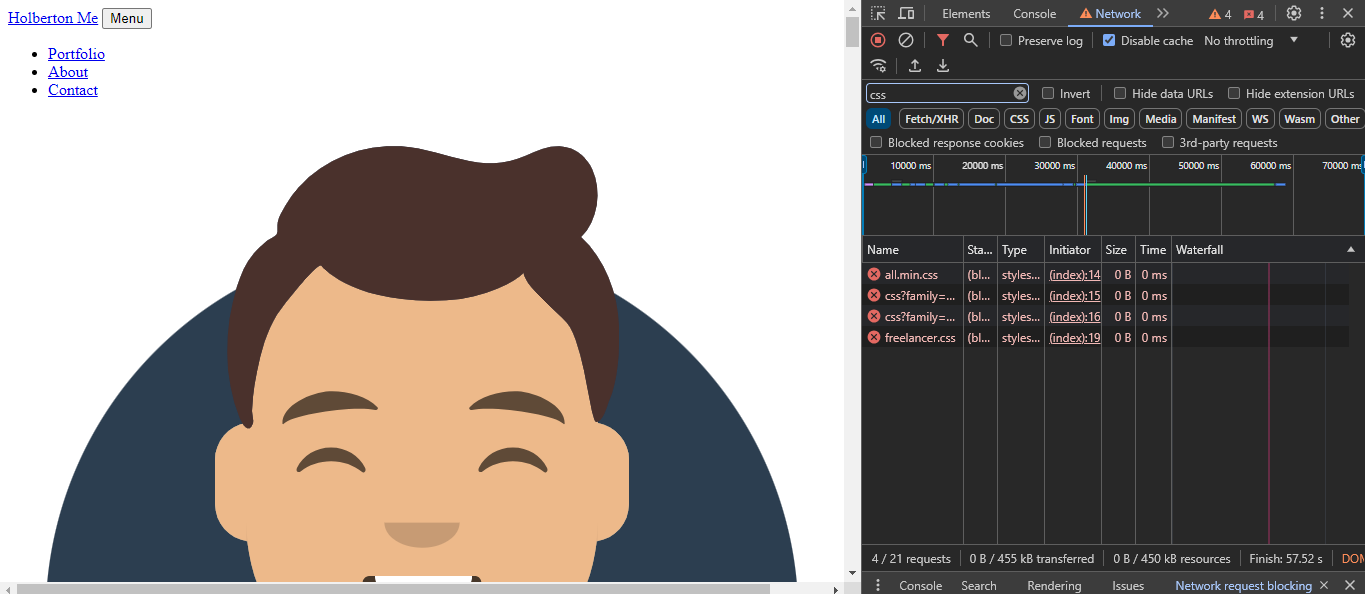 Holberton Me Menu
Portfolio
About
Contact
Elements Console Network 4 4
Preserve log Disable cache No throttling
css Invert Hide data URLs Hide extension URLs
All Fetch/XHR Doc CSS JS Font Img Media Manifest WS Wasm Other
Blocked response cookies Blocked requests 3rd-party requests
10000 ms 20000 ms 30000 ms 40000 ms 50000 ms 60000 ms 70000 ms
Name Sta... Type Initiator Size Time Waterfall
all.min.css (bl... styles... (index):14 0 B 0 ms
css?family=... (bl... styles... (index):15 0 B 0 ms
css?family=... (bl... styles... (index):16 0 B 0 ms
freelancer.css (bl... styles... (index):19 0 B 0 ms
4 / 21 requests 0 B / 455 kB transferred 0 B / 450 kB resources Finish: 57.52 s DOM
Console Search Rendering Issues Network request blocking